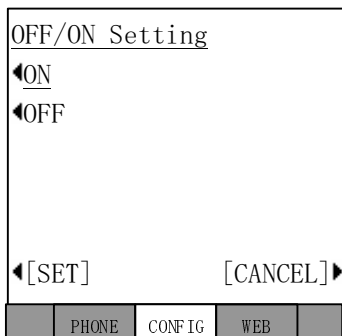 OFF/ON Setting
◀ON
◀OFF
◀[SET] [CANCEL]▶
PHONE CONFIG WEB